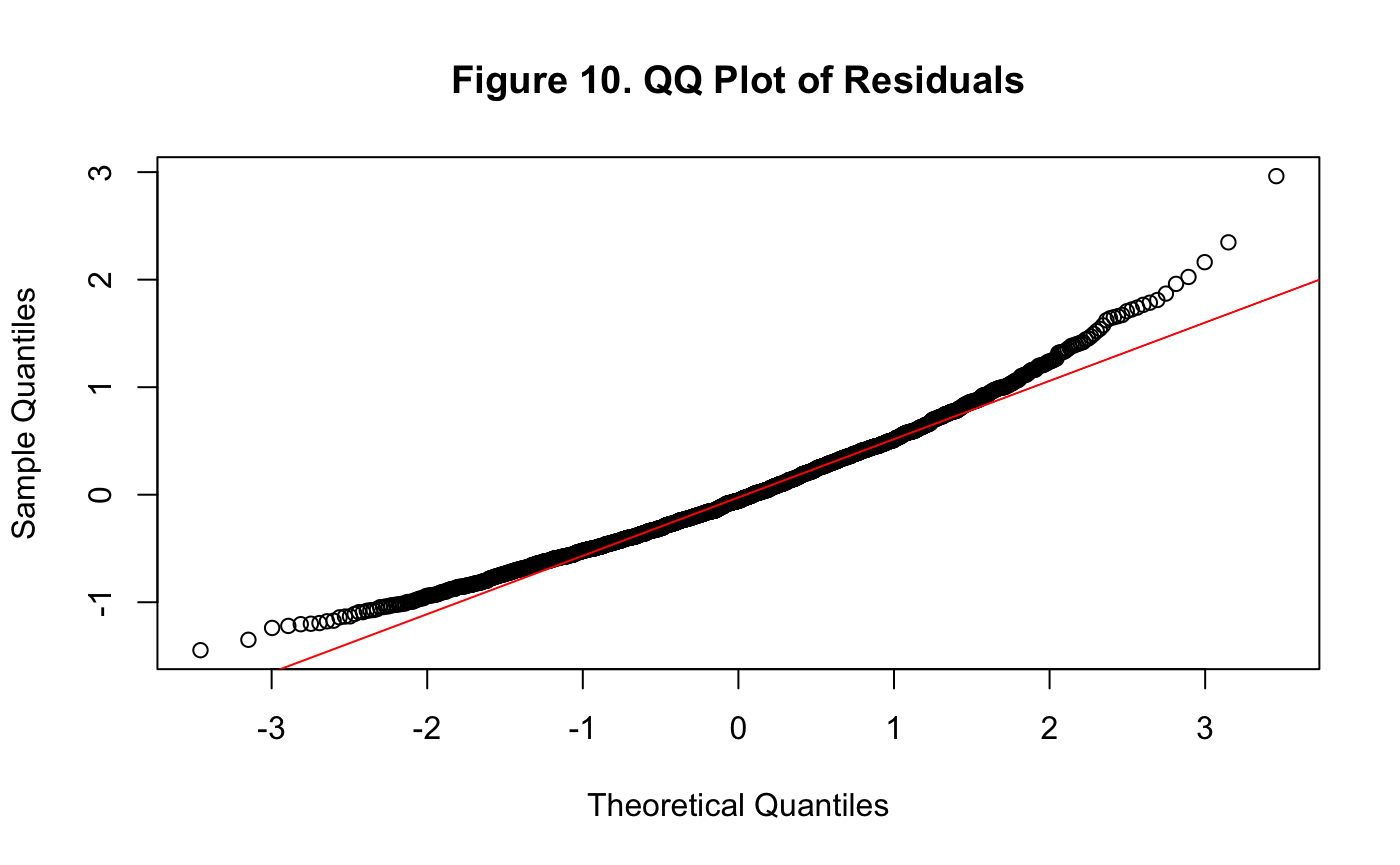 Figure 10. QQ Plot of Residuals
3
2
1
0
-1
Sample Quantiles
-3 -2 -1 0 1 2 3
Theoretical Quantiles